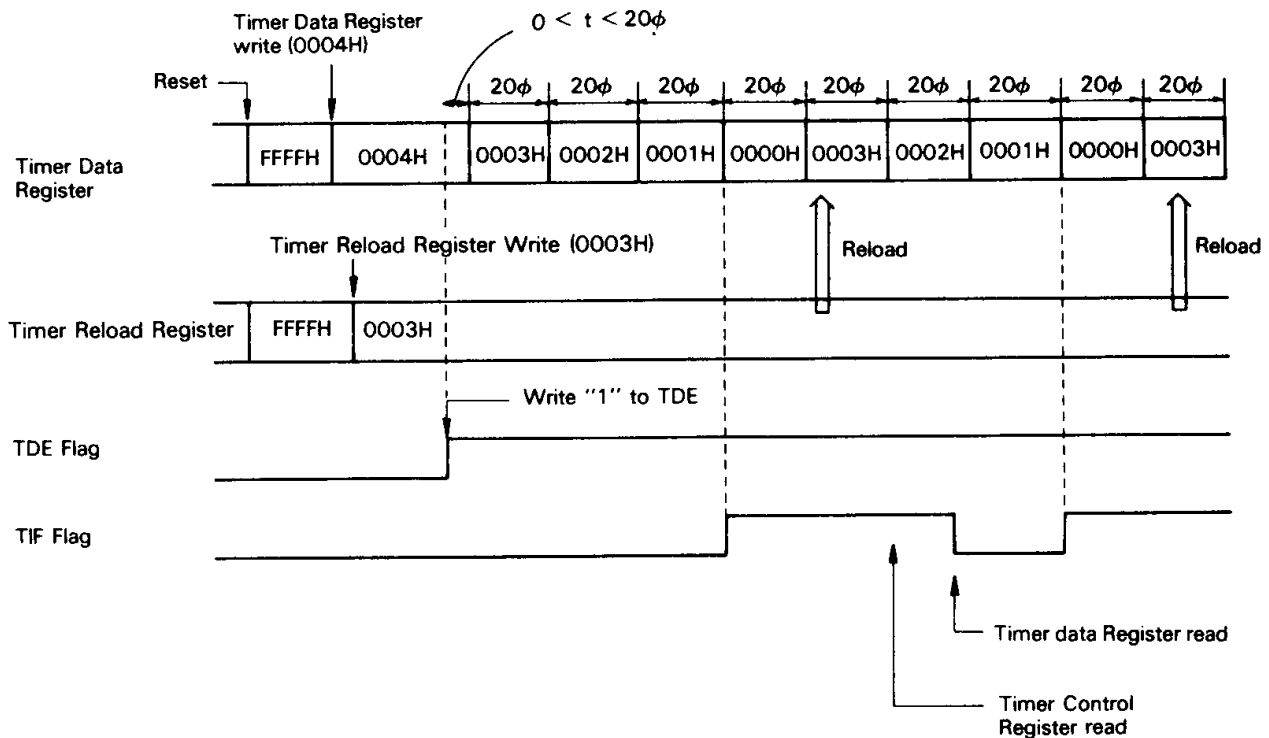 Timer Data Register
write (0004H)
0 < t < 20ϕ
Reset
20ϕ 20ϕ 20ϕ 20ϕ 20ϕ 20ϕ 20ϕ 20ϕ 20ϕ
Timer Data
Register
FFFFH 0004H 0003H 0002H 0001H 0000H 0003H 0002H 0001H 0000H 0003H
Timer Reload Register Write (0003H)
Reload
Reload
Timer Reload Register
FFFFH 0003H
Write "1" to TDE
TDE Flag
TIF Flag
Timer data Register read
Timer Control
Register read